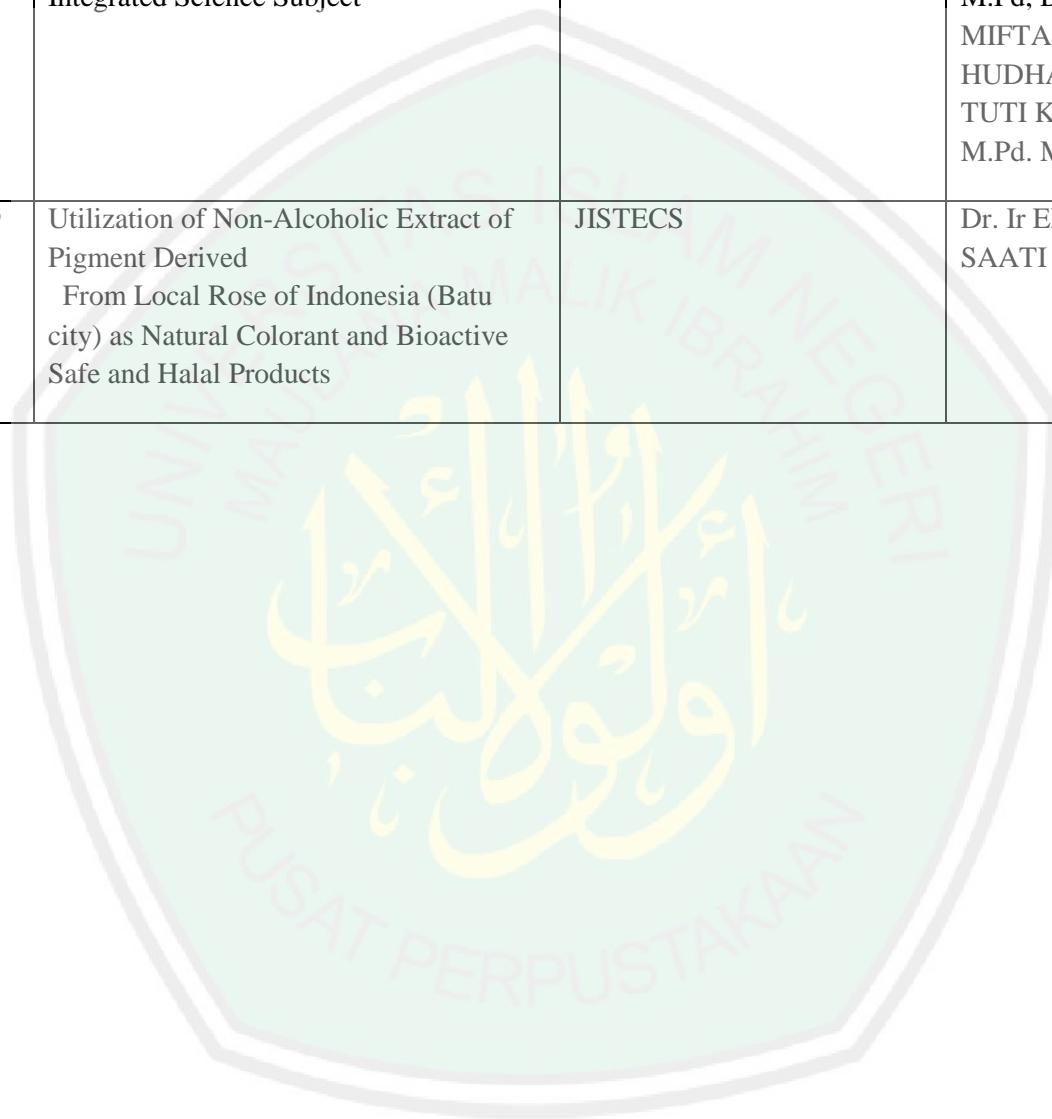 Integrated Science Subject
M.Pd,
MIFTA
HUDHA
TUTI K
M.Pd.
Utilization of Non-Alcoholic Extract of
Pigment Derived
From Local Rose of Indonesia (Batu
city) as Natural Colorant and Bioactive
Safe and Halal Products
JISTECS
Dr. Ir
SAATI
UNIVERSITAS ISLAM NEGERI
MAULANA MALIK IBRAHIM
أولوا الألباب
PUSAT PERPUSTAKAAN